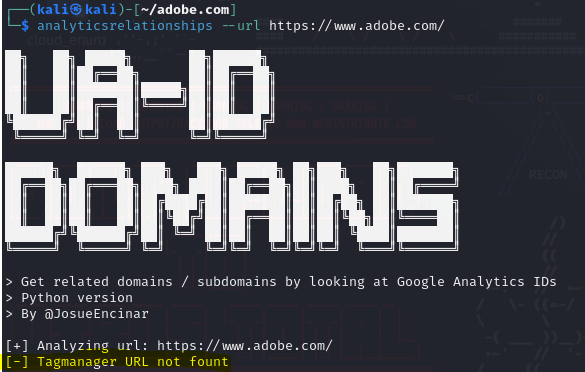 ┌──(kali㉿kali)-[~/adobe.com]
└─$ analyticsrelationships --url https://www.adobe.com/
UA-ID
DOMAINS
> Get related domains / subdomains by looking at Google Analytics IDs
> Python version
> By @JosueEncinar
[+] Analyzing url: https://www.adobe.com/
[-] Tagmanager URL not fount